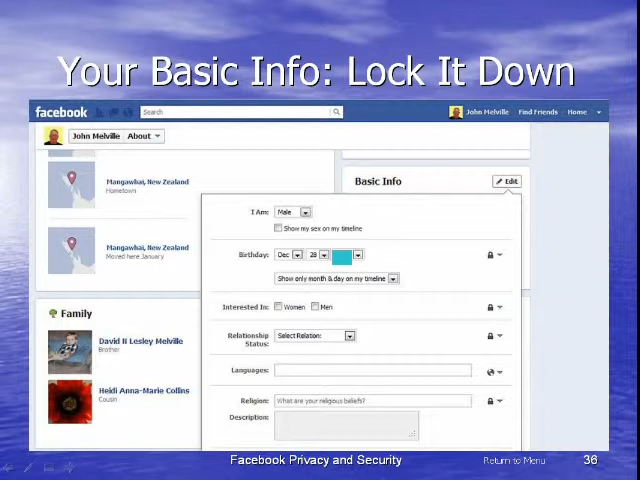 Your Basic Info: Lock It Down
facebook
Search
John Melville Find Friends Home
John Melville About
Mangawhai, New Zealand
Hometown
Mangawhai, New Zealand
Moved here January
Family
David N Lesley Melville
Brother
Heidi Anna-Marie Collins
Cousin
Basic Info
Edit
I Am: Male
Show my sex on my timeline
Birthday: Dec 28
Show only month & day on my timeline
Interested In: Women Men
Relationship Status: Select Relation:
Languages:
Religion: What are your religious beliefs?
Description:
Facebook Privacy and Security Return to Menu 36